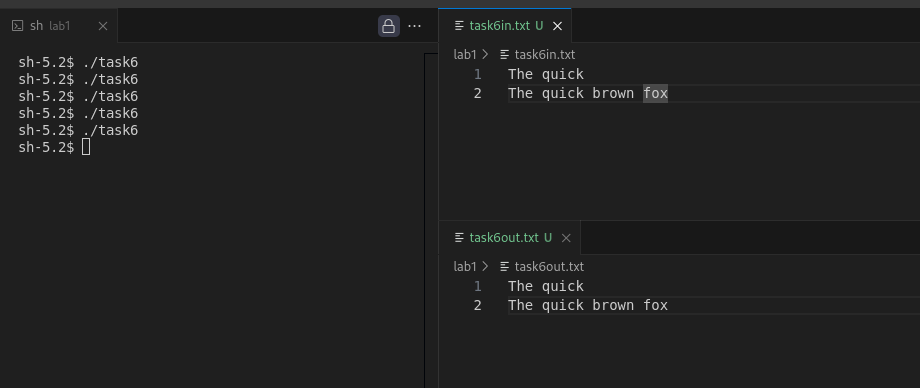 sh lab1
sh-5.2$ ./task6
sh-5.2$ ./task6
sh-5.2$ ./task6
sh-5.2$ ./task6
sh-5.2$ ./task6
sh-5.2$
task6in.txt U
lab1 > task6in.txt
1 The quick
2 The quick brown fox
task6out.txt U
lab1 > task6out.txt
1 The quick
2 The quick brown fox